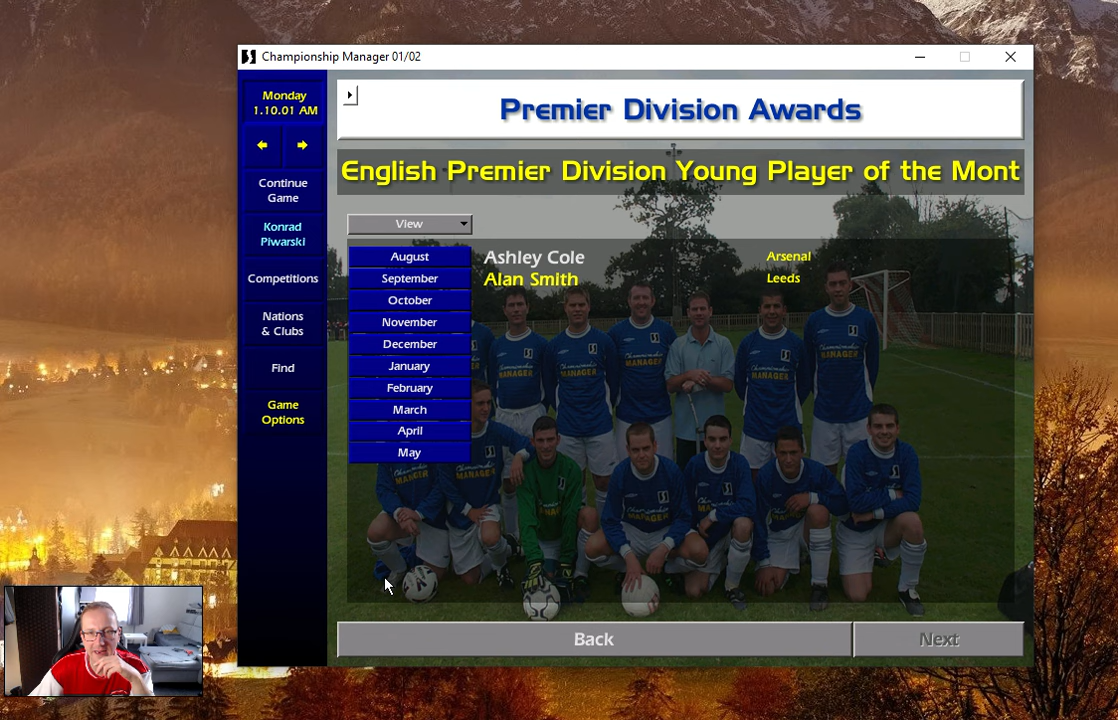 Championship Manager 01/02
Monday
1.10.01 AM
Continue
Game
Konrad
Piwarski
Competitions
Nations
& Clubs
Find
Game
Options
Premier Division Awards
English Premier Division Young Player of the Mont
View
August Ashley Cole Arsenal
September Alan Smith Leeds
October
November
December
January
February
March
April
May
Back
Next